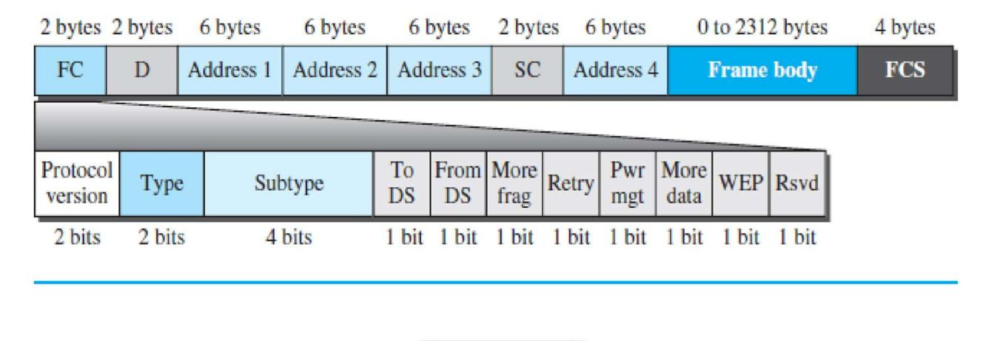 2 bytes 2 bytes 6 bytes 6 bytes 6 bytes 2 bytes 6 bytes 0 to 2312 bytes 4 bytes
FC D Address 1 Address 2 Address 3 SC Address 4 Frame body FCS
Protocol version Type Subtype To DS From DS More frag Retry Pwr mgt More data WEP Rsvd
2 bits 2 bits 4 bits 1 bit 1 bit 1 bit 1 bit 1 bit 1 bit 1 bit 1 bit